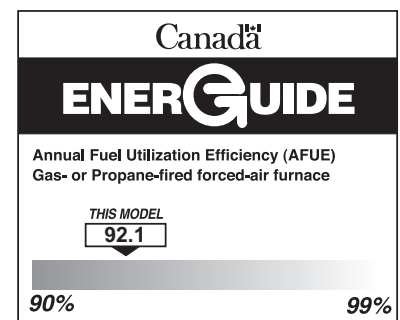 Canada
ENERGUIDE
Annual Fuel Utilization Efficiency (AFUE)
Gas- or Propane-fired forced-air furnace
THIS MODEL
92.1
90% 99%